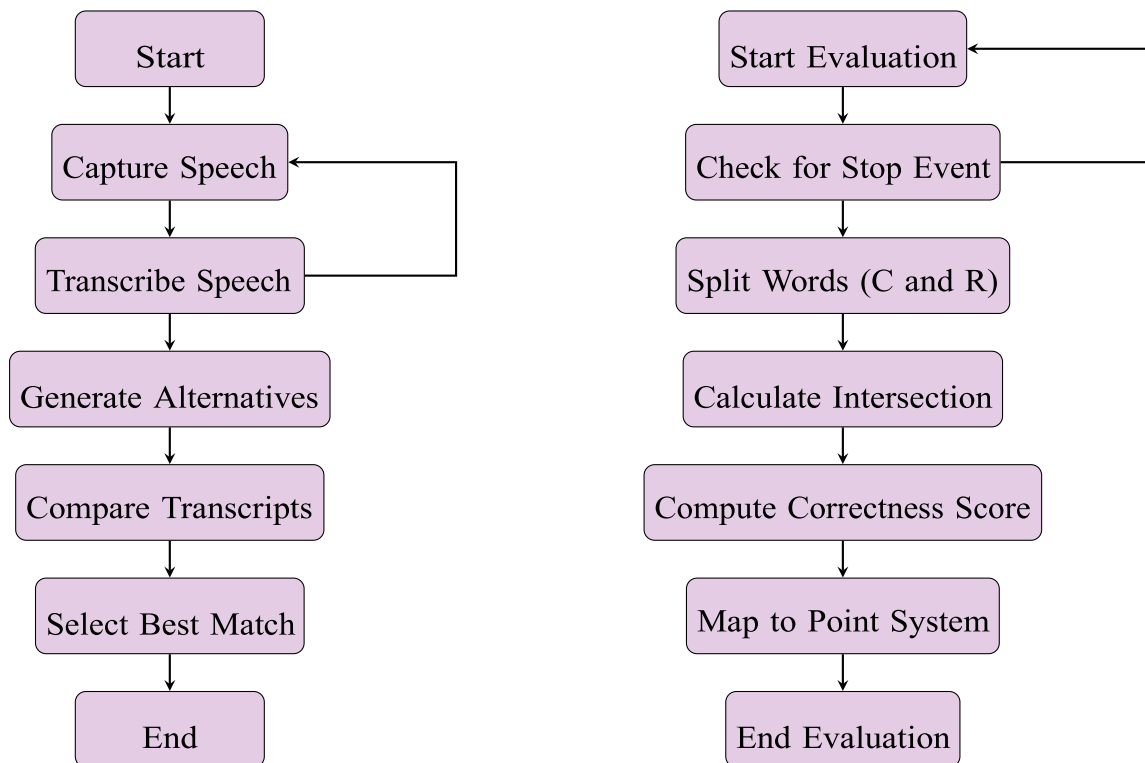 Start
Capture Speech
Transcribe Speech
Generate Alternatives
Compare Transcripts
Select Best Match
End
Start Evaluation
Check for Stop Event
Split Words (C and R)
Calculate Intersection
Compute Correctness Score
Map to Point System
End Evaluation